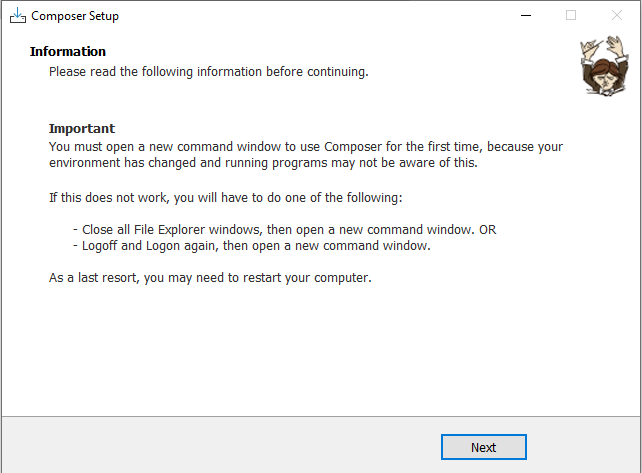 Composer Setup
Information
Please read the following information before continuing.
Important
You must open a new command window to use Composer for the first time, because your
environment has changed and running programs may not be aware of this.
If this does not work, you will have to do one of the following:
- Close all File Explorer windows, then open a new command window. OR
- Logoff and Logon again, then open a new command window.
As a last resort, you may need to restart your computer.
Next